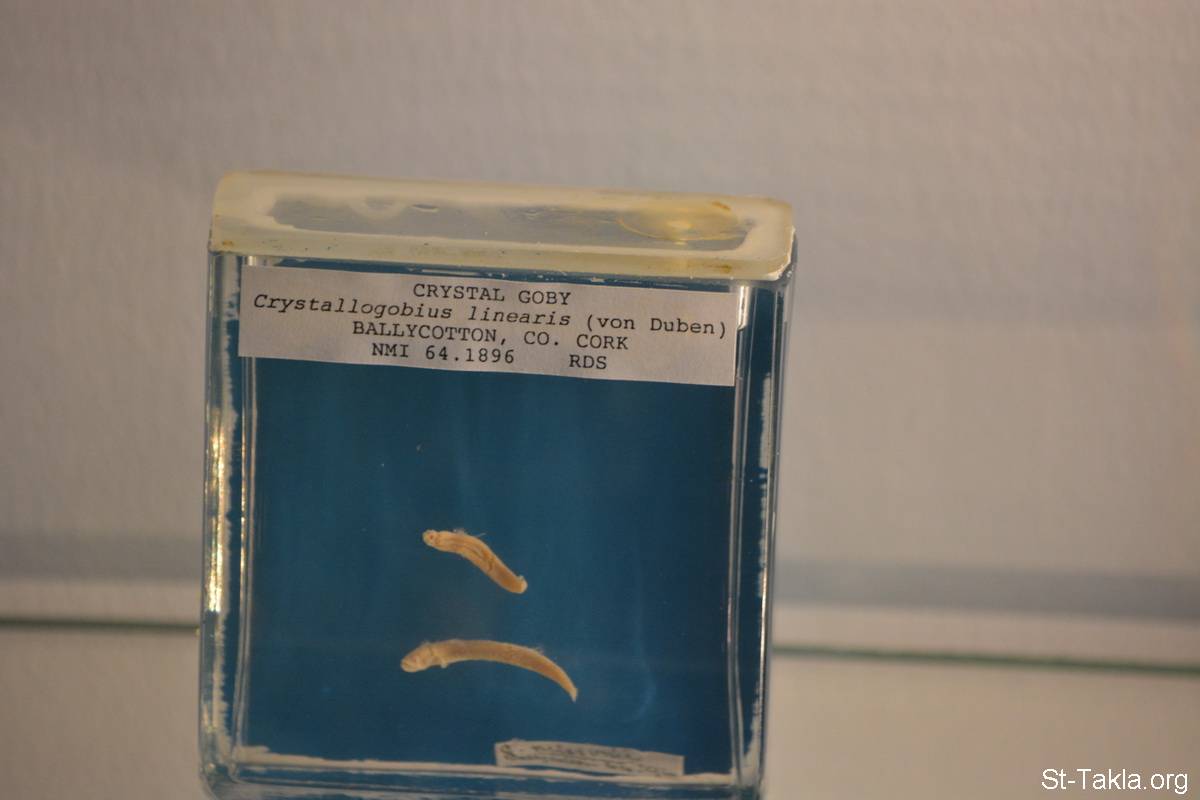 CRYSTAL GOBY
Crystallogobius linearis (von Duben)
BALLYCOTTON, CO. CORK
NMI 64.1896 RDS
St-Takla.org